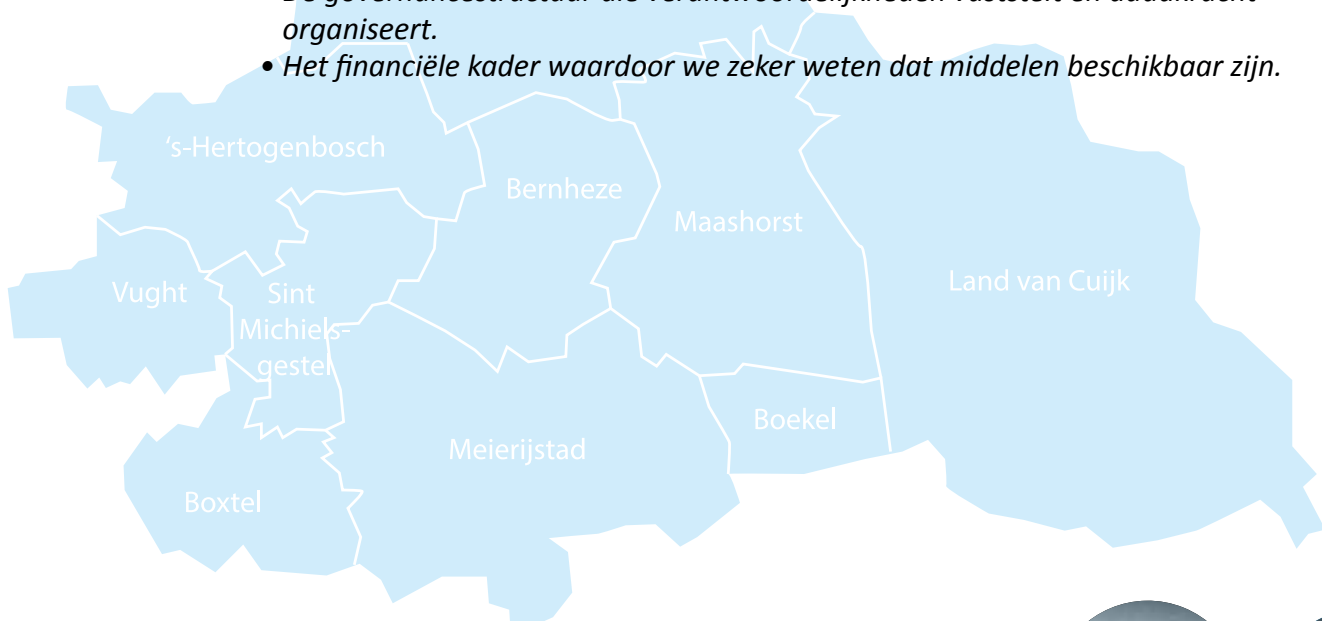 organiseert.
• Het financiële kader waardoor we zeker weten dat middelen beschikbaar zijn.
's-Hertogenbosch
Bernheze
Maashorst
Land van Cuijk
Vught
Sint
Michiels-
gestel
Boekel
Meierijstad
Boxtel